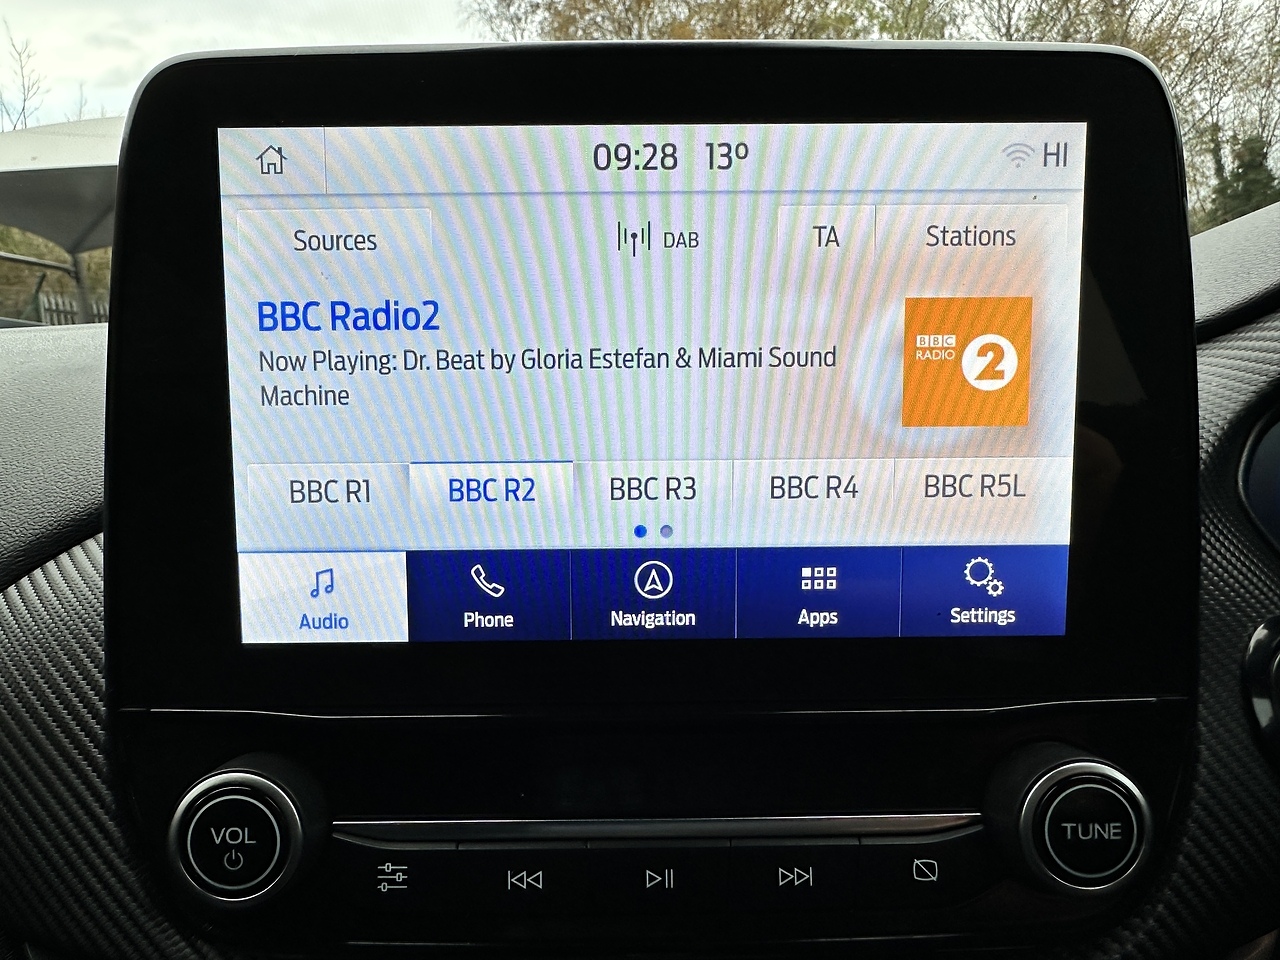 09:28 13º
HI
Sources
DAB
TA
Stations
BBC Radio2
Now Playing: Dr. Beat by Gloria Estefan & Miami Sound
Machine
BBC
RADIO
2
BBC R1
BBC R2
BBC R3
BBC R4
BBC R5L
Audio
Phone
Navigation
Apps
Settings
VOL
TUNE